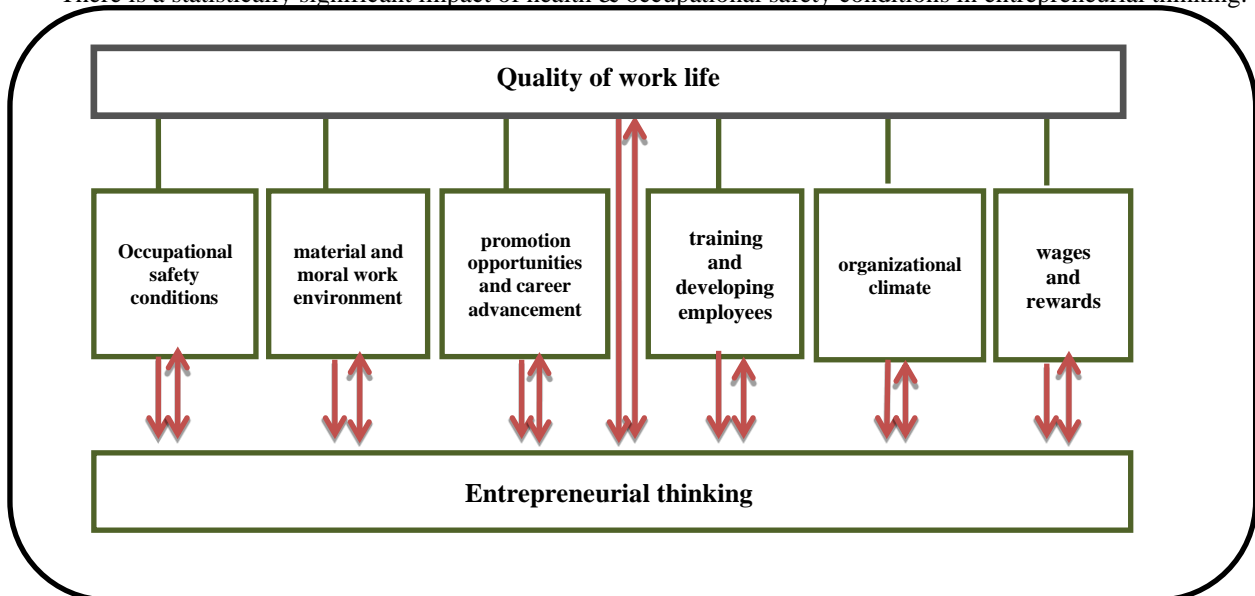 There is a statistically significant impact of health & occupational safety conditions in entrepreneurial thinking.
Quality of work life
Occupational
safety
conditions
material and
moral work
environment
promotion
opportunities
and career
advancement
training
and
developing
employees
organizational
climate
wages
and
rewards
Entrepreneurial thinking